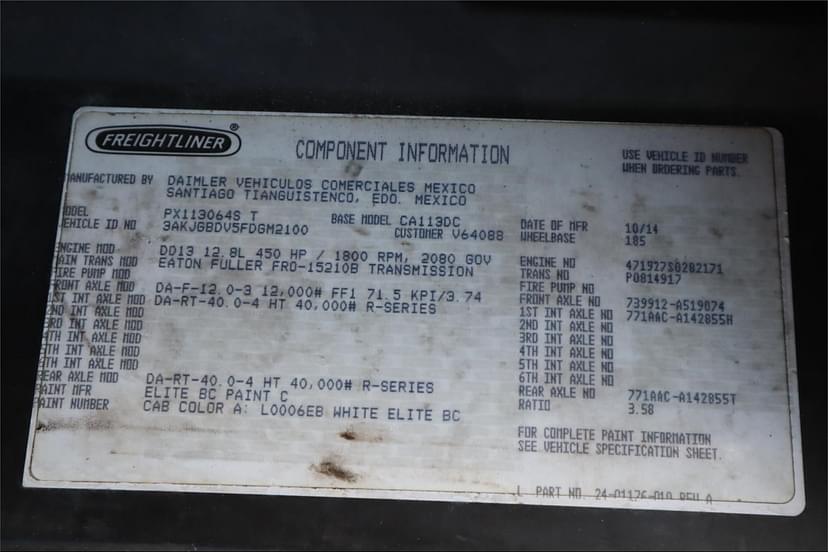 FREIGHTLINER®
COMPONENT INFORMATION
USE VEHICLE ID NUMBER
WHEN ORDERING PARTS.
MANUFACTURED BY DAIMLER VEHICULOS COMERCIALES MEXICO
SANTIAGO TIANGUISTENCO, EDO. MEXICO
MODEL PX113064S T BASE MODEL CA113DC DATE OF MFR 10/14
VEHICLE ID NO 3AKJGBDV5FDGM2100 CUSTOMER V64088 WHEELBASE 185
ENGINE MOD DD13 12.8L 450 HP / 1800 RPM, 2080 GOV ENGINE NO 471927S0282171
MAIN TRANS MOD EATON FULLER FRO-15210B TRANSMISSION TRANS NO P0814917
FIRE PUMP MOD FIRE PUMP NO
FRONT AXLE MOD DA-F-12.0-3 12,000# FF1 71.5 KPI/3.74 FRONT AXLE NO 739912-A519074
1ST INT AXLE MOD DA-RT-40.0-4 HT 40,000# R-SERIES 1ST INT AXLE NO 771AAC-A142855H
2ND INT AXLE MOD 2ND INT AXLE NO
3RD INT AXLE MOD 3RD INT AXLE NO
4TH INT AXLE MOD 4TH INT AXLE NO
5TH INT AXLE MOD 5TH INT AXLE NO
6TH INT AXLE MOD 6TH INT AXLE NO
REAR AXLE MOD DA-RT-40.0-4 HT 40,000# R-SERIES REAR AXLE NO 771AAC-A142855T
PAINT MFR ELITE BC PAINT C RATIO 3.58
PAINT NUMBER CAB COLOR A: L0006EB WHITE ELITE BC
FOR COMPLETE PAINT INFORMATION
SEE VEHICLE SPECIFICATION SHEET.
PART NO. 24-01176-010 REV A